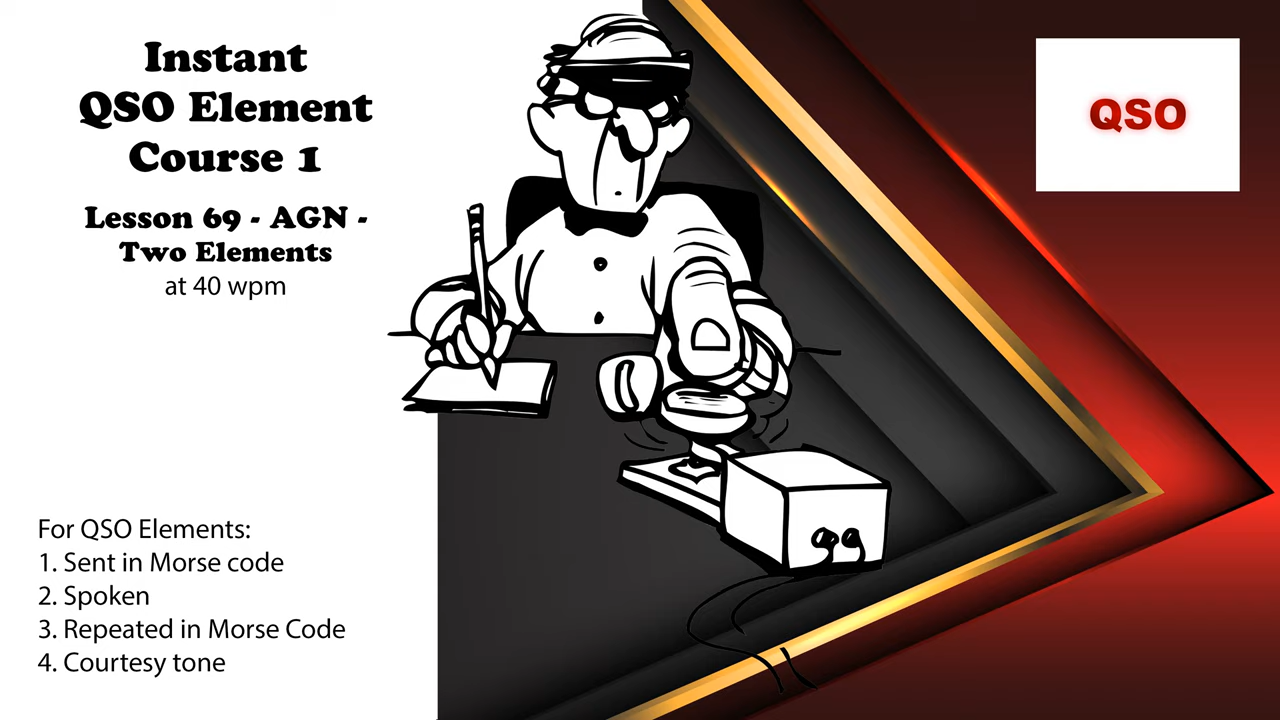 Instant
QSO Element
Course 1
Lesson 69 - AGN -
Two Elements
at 40 wpm
QSO
For QSO Elements:
1. Sent in Morse code
2. Spoken
3. Repeated in Morse Code
4. Courtesy tone